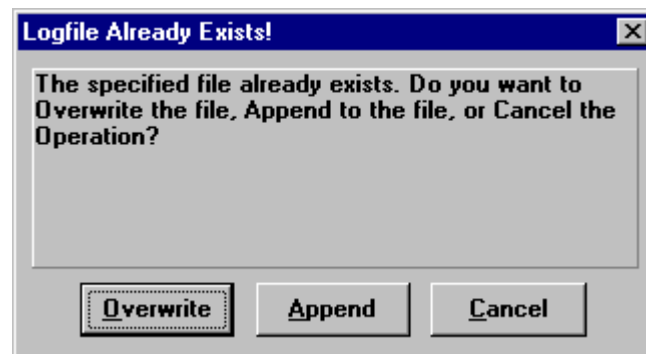 Logfile Already Exists!
The specified file already exists. Do you want to
Overwrite the file, Append to the file, or Cancel the
Operation?
Overwrite Append Cancel